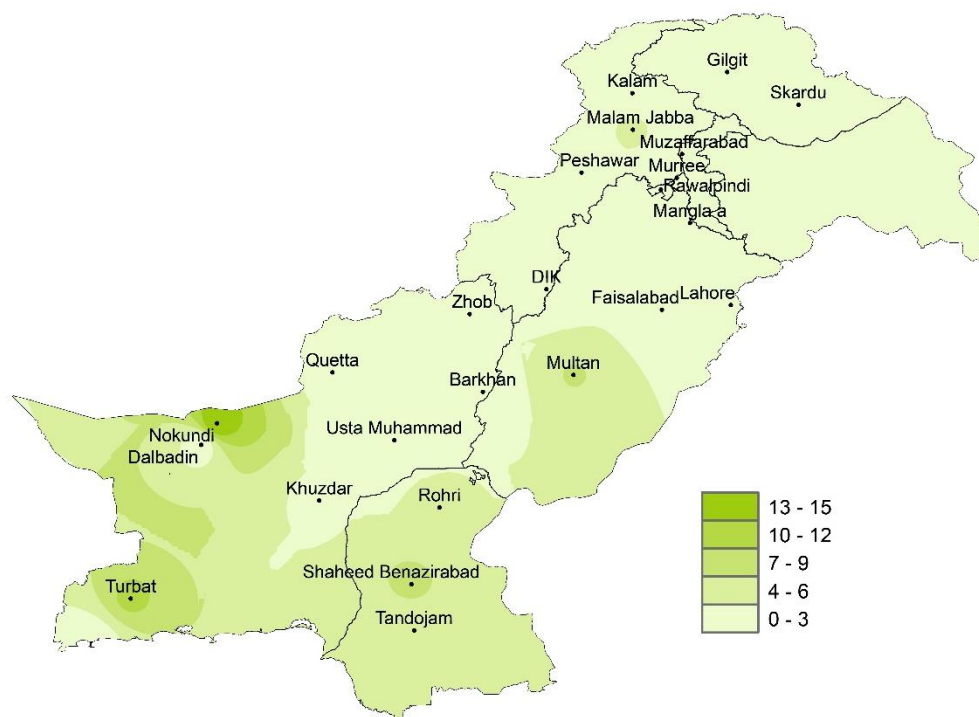 Gilgit
Kalam
Skardu
Malam Jabba
Muzaffarabad
Peshawar
Murree
Rawalpindi
Mangla a
DIK
Zhob
Faisalabad
Lahore
Quetta
Multan
Barkhan
Nokundi
Usta Muhammad
Dalbadin
Khuzdar
Rohri
13 - 15
10 - 12
7 - 9
4 - 6
0 - 3
Turbat
Shaheed Benazirabad
Tandojam